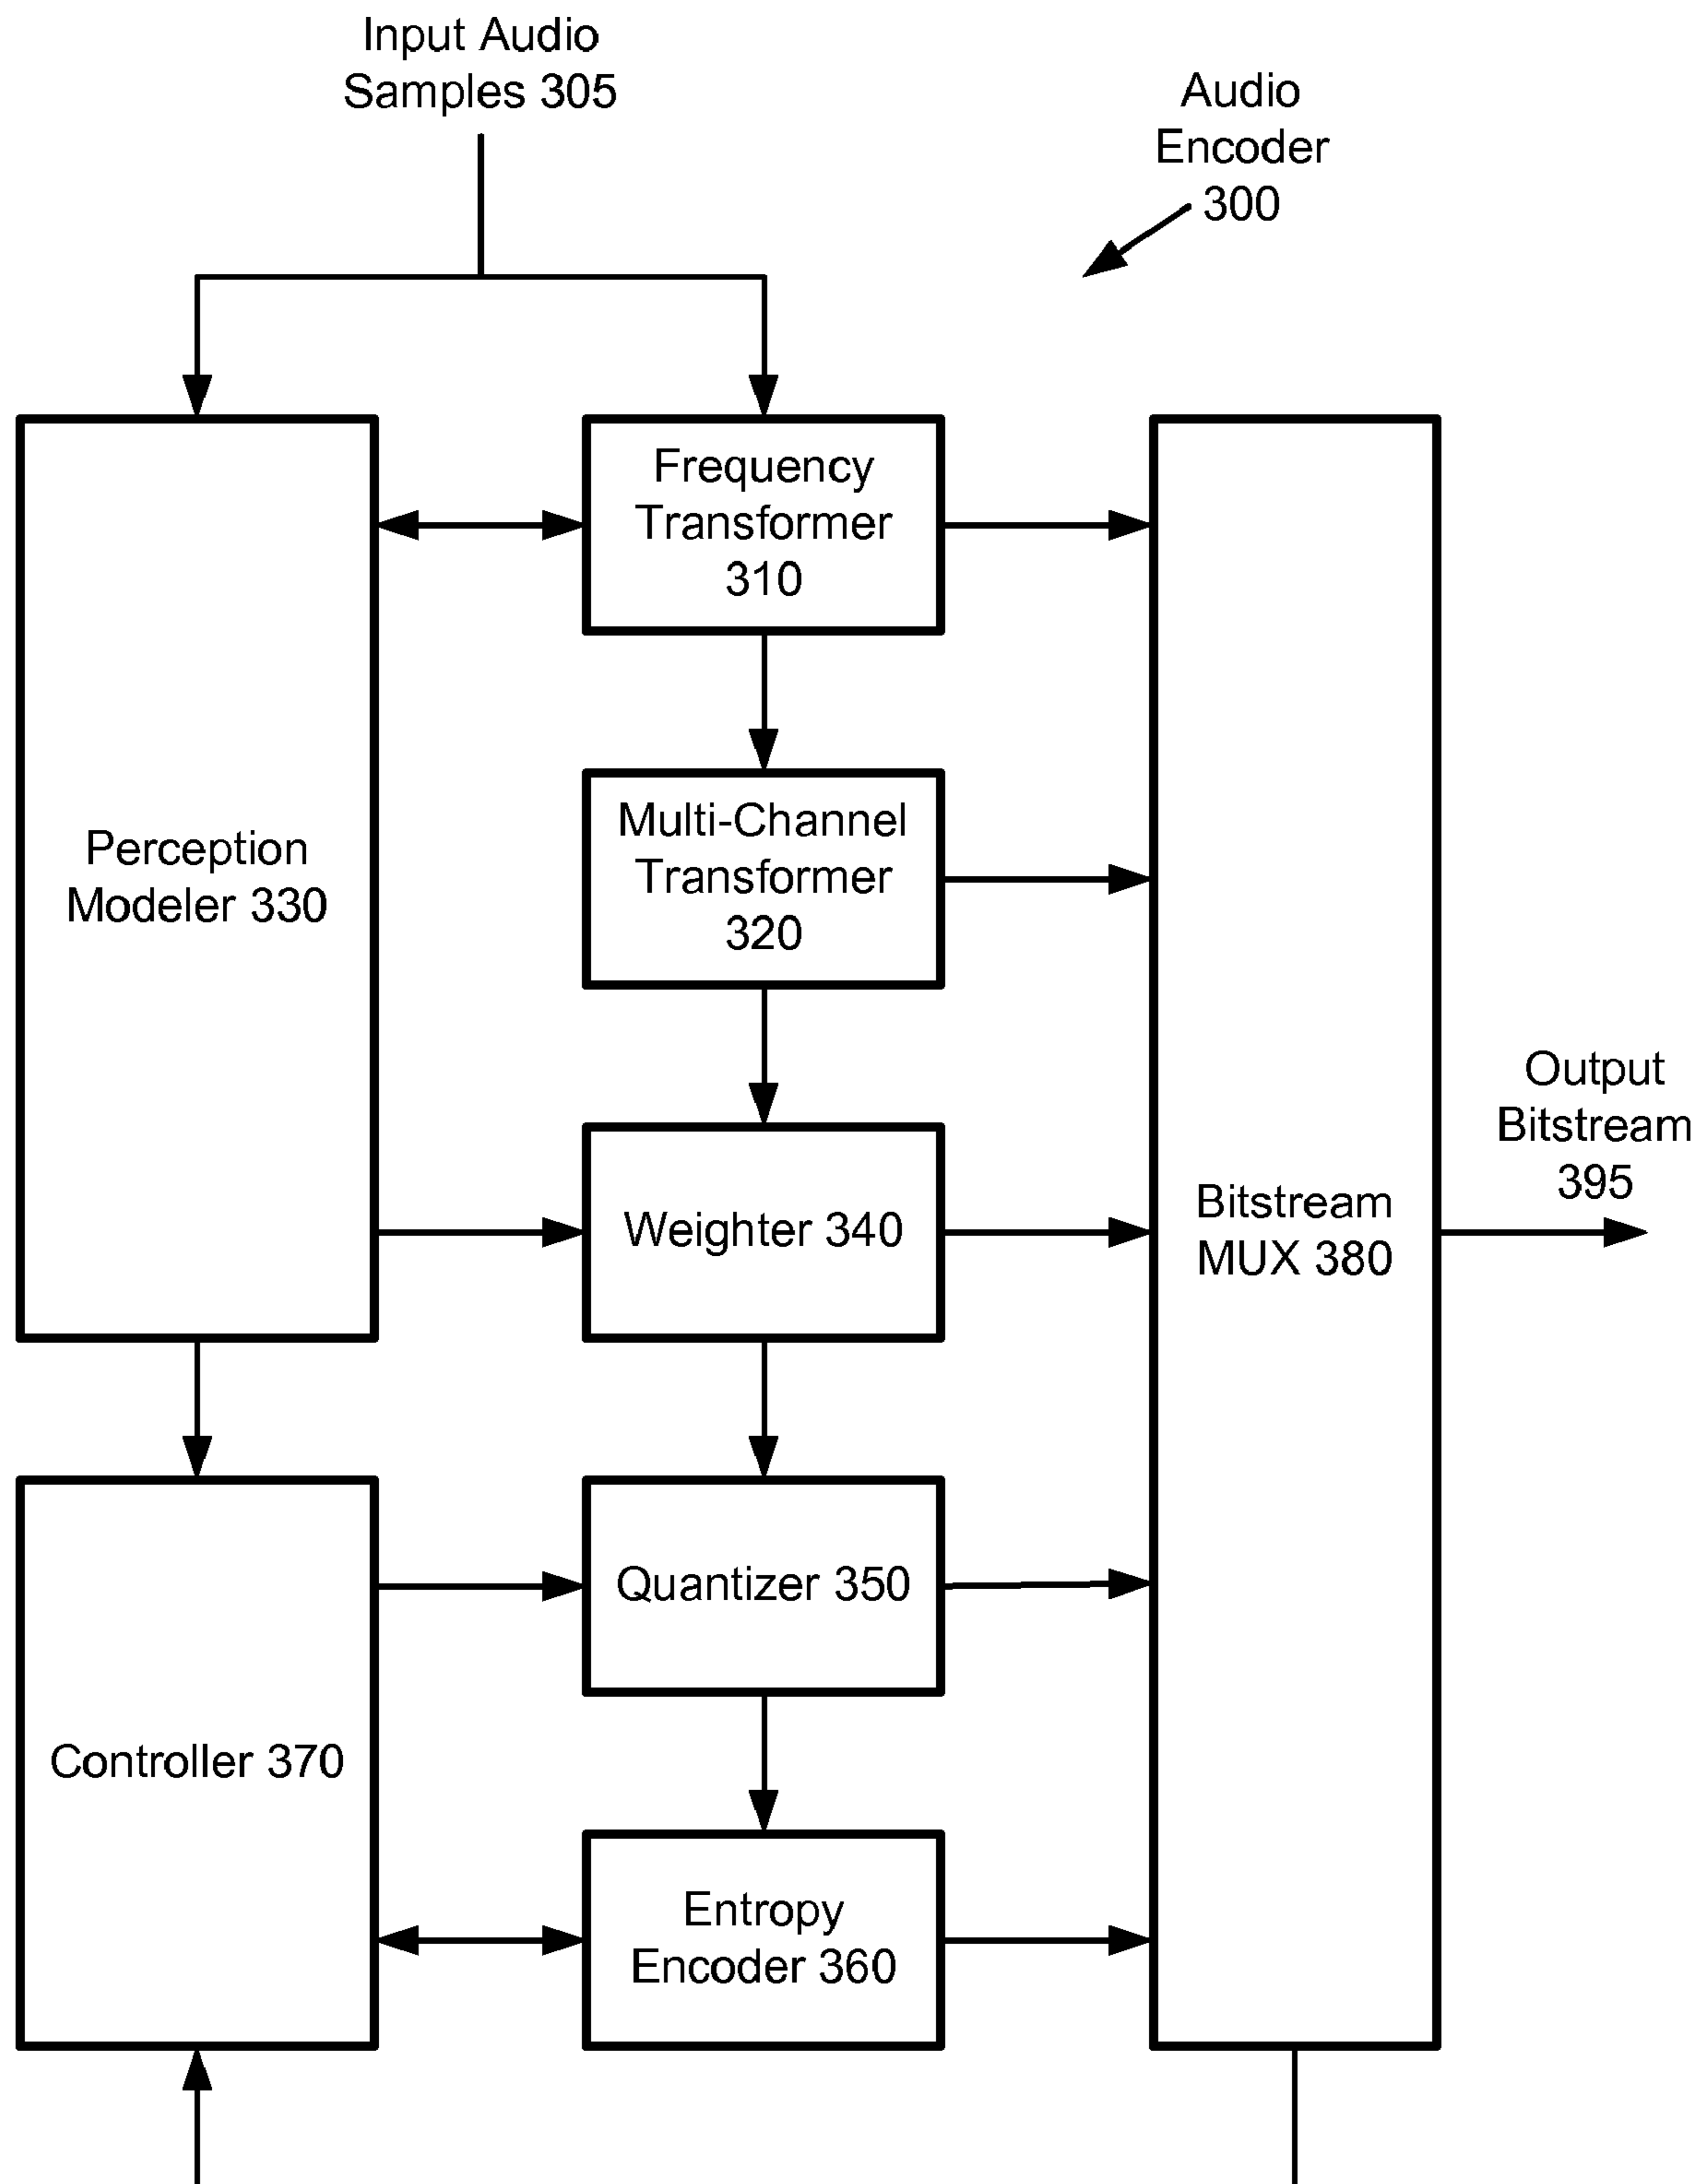 Input Audio
Samples 305
Audio
Encoder
300
Frequency
Transformer
310
Perception
Modeler 330
Multi-Channel
Transformer
320
Weighter 340
Bitstream
MUX 380
Output
Bitstream
395
Quantizer 350
Controller 370
Entropy
Encoder 360